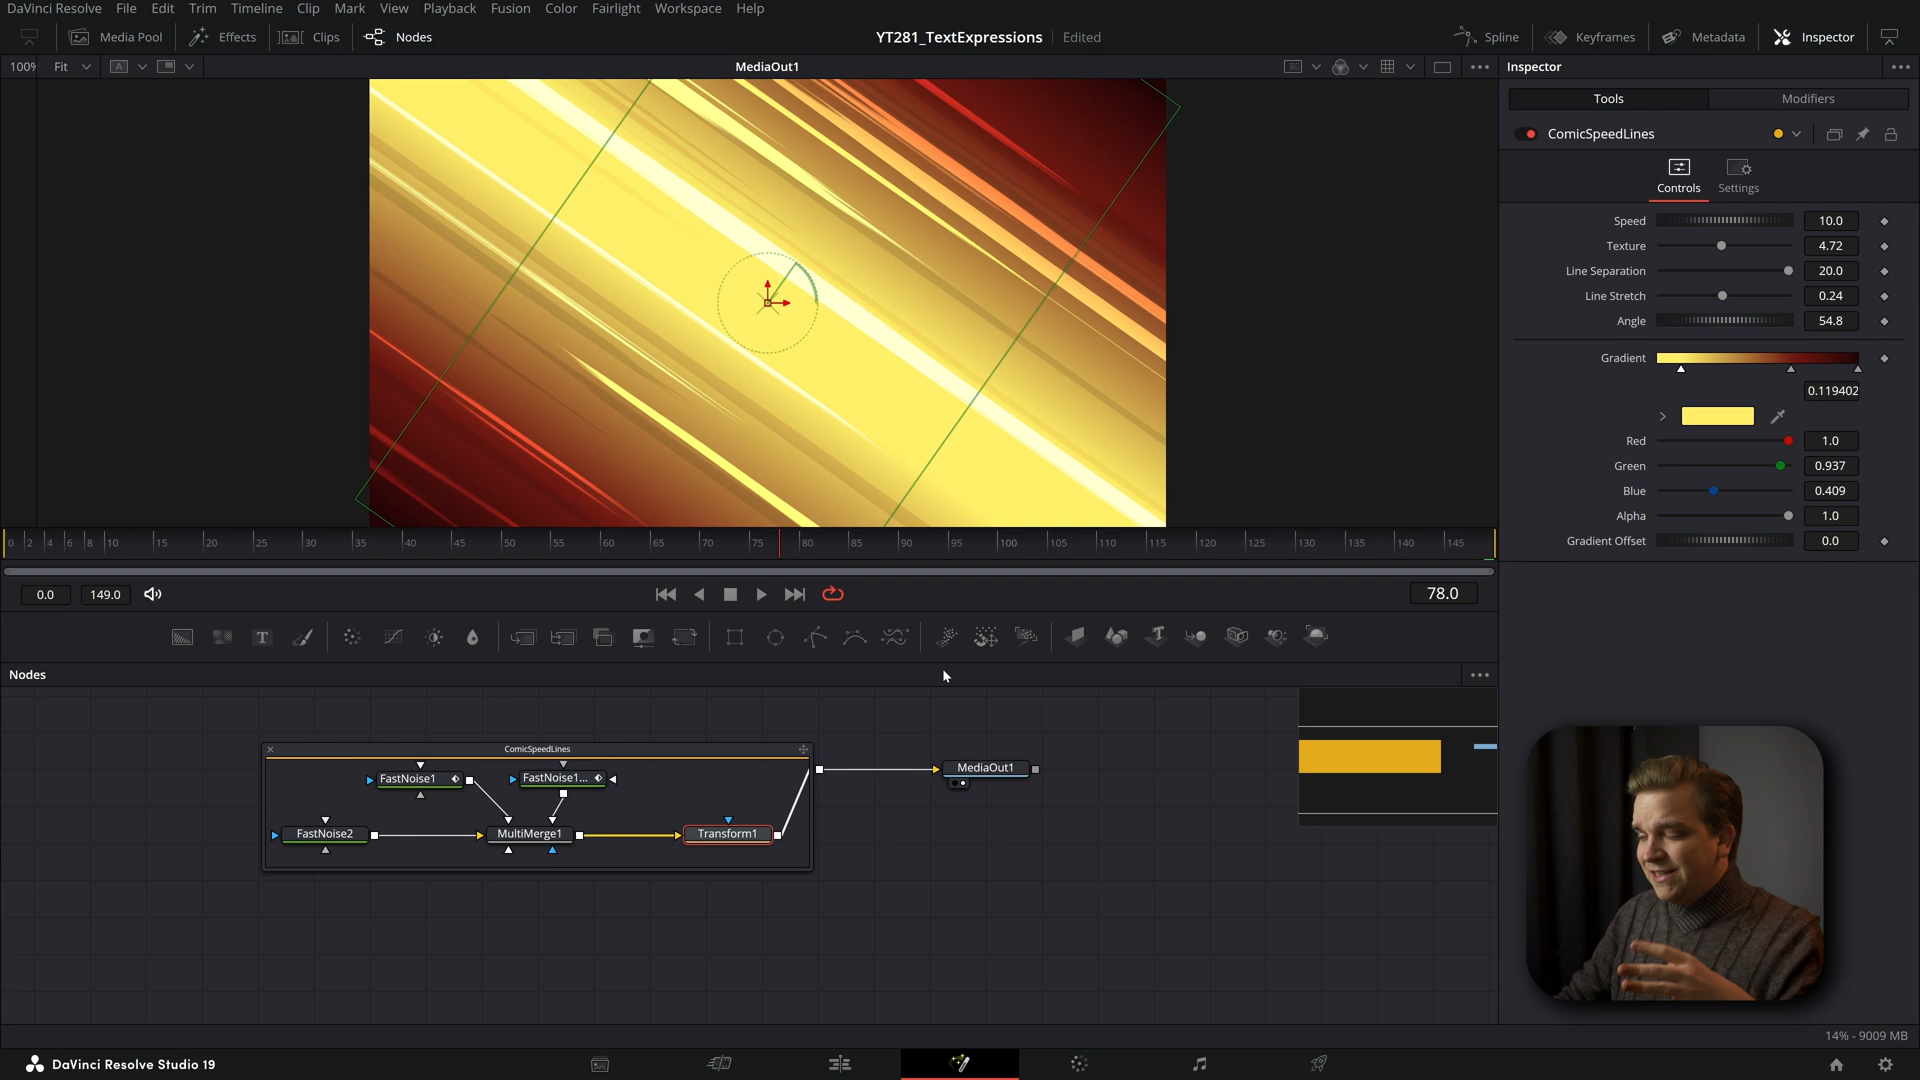 DaVinci Resolve File Edit Trim Timeline Clip Mark View Playback Fusion Color Fairlight Workspace Help
Media Pool Effects Clips Nodes YT281_TextExpressions Edited Spline Keyframes Metadata Inspector
100% Fit A MediaOut1 Inspector
Tools Modifiers
ComicSpeedLines
Controls Settings
Speed 10.0
Texture 4.72
Line Separation 20.0
Line Stretch 0.24
Angle 54.8
Gradient
0.119402
Red 1.0
Green 0.937
Blue 0.409
Alpha 1.0
Gradient Offset 0.0
0 2 4 6 8 10 15 20 25 30 35 40 45 50 55 60 65 70 75 80 85 90 95 100 105 110 115 120 125 130 135 140 145
0.0 149.0 78.0
T T
Nodes
ComicSpeedLines
FastNoise1 FastNoise1... MediaOut1
FastNoise2 MultiMerge1 Transform1
14% - 9009 MB
DaVinci Resolve Studio 19